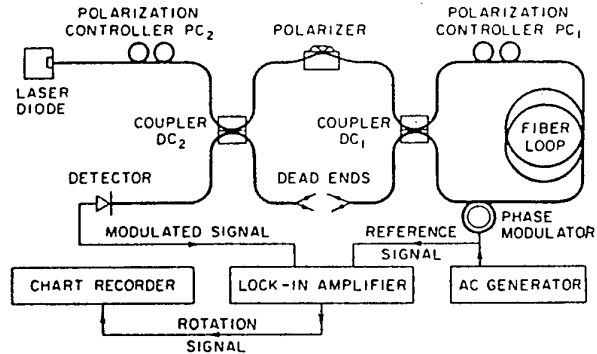 POLARIZATION
CONTROLLER PC2
POLARIZER
POLARIZATION
CONTROLLER PC1
LASER
DIODE
COUPLER
DC2
COUPLER
DC1
FIBER
LOOP
DETECTOR
DEAD ENDS
PHASE
MODULATOR
MODULATED SIGNAL
REFERENCE
SIGNAL
CHART RECORDER
LOCK-IN AMPLIFIER
AC GENERATOR
ROTATION
SIGNAL